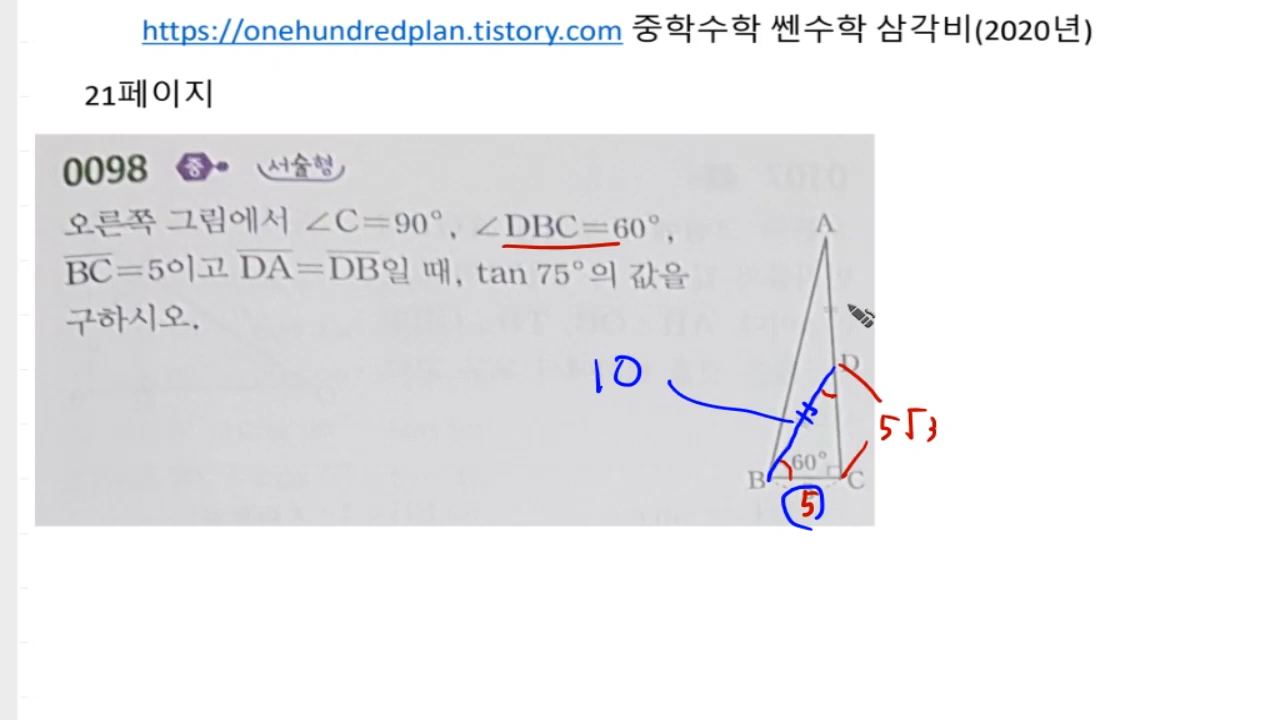 https://onehundredplan.tistory.com 중학수학 쎈수학 삼각비(2020년)
21페이지
0098 중 서술형
오른쪽 그림에서 ∠C=90°, ∠DBC=60°,
BC=5이고 DA=DB일 때, tan 75°의 값을
구하시오.
A
10
D
5√3
60°
B
C
5